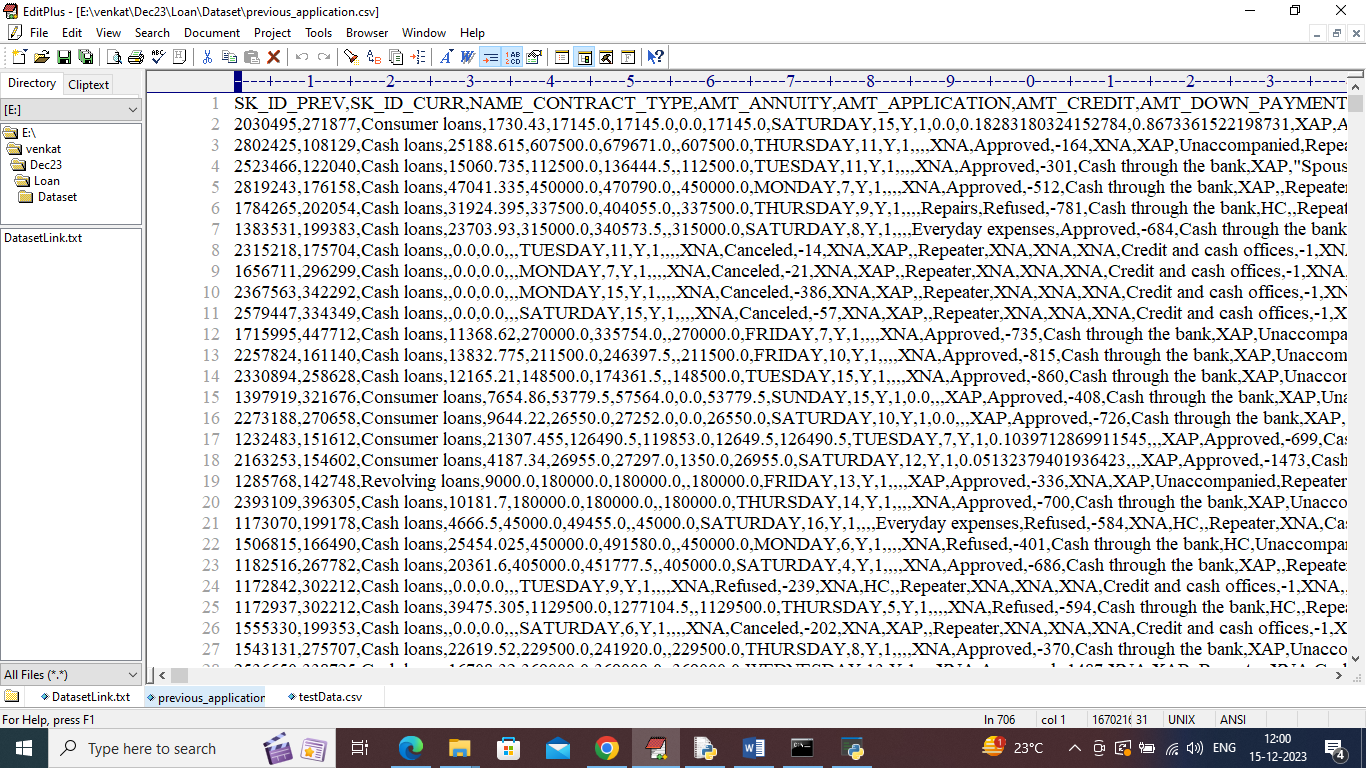 EditPlus - [E:\venkat\Dec23\Loan\Dataset\previous_application.csv]
File Edit View Search Document Project Tools Browser Window Help
Directory Cliptext
[E:]
E:\
venkat
Dec23
Loan
Dataset
DatasetLink.txt
All Files (*.*)
----+----1----+----2----+----3----+----4----+----5----+----6----+----7----+----8----+----9----+----0----+----1----+----2----+----3----
1 SK_ID_PREV,SK_ID_CURR,NAME_CONTRACT_TYPE,AMT_ANNUITY,AMT_APPLICATION,AMT_CREDIT,AMT_DOWN_PAYMENT
2 2030495,271877,Consumer loans,1730.43,17145.0,17145.0,0.0,17145.0,SATURDAY,15,Y,1,0.0,0.18283180324152784,0.8673361522198731,XAP,A
3 2802425,108129,Cash loans,25188.615,607500.0,679671.0,,607500.0,THURSDAY,11,Y,1,,,,XNA,Approved,-164,XNA,XAP,Unaccompanied,Repea
4 2523466,122040,Cash loans,15060.735,112500.0,136444.5,,112500.0,TUESDAY,11,Y,1,,,,XNA,Approved,-301,Cash through the bank,XAP,"Spous
5 2819243,176158,Cash loans,47041.335,450000.0,470790.0,,450000.0,MONDAY,7,Y,1,,,,XNA,Approved,-512,Cash through the bank,XAP,,Repeater
6 1784265,202054,Cash loans,31924.395,337500.0,404055.0,,337500.0,THURSDAY,9,Y,1,,,,Repairs,Refused,-781,Cash through the bank,HC,,Repeat
7 1383531,199383,Cash loans,23703.93,315000.0,340573.5,,315000.0,SATURDAY,8,Y,1,,,,Everyday expenses,Approved,-684,Cash through the bank
8 2315218,175704,Cash loans,,0.0,0.0,,,TUESDAY,11,Y,1,,,,XNA,Canceled,-14,XNA,XAP,,Repeater,XNA,XNA,XNA,Credit and cash offices,-1,XN
9 1656711,296299,Cash loans,,0.0,0.0,,,MONDAY,7,Y,1,,,,XNA,Canceled,-21,XNA,XAP,,Repeater,XNA,XNA,XNA,Credit and cash offices,-1,XNA,
10 2367563,342292,Cash loans,,0.0,0.0,,,MONDAY,15,Y,1,,,,XNA,Canceled,-386,XNA,XAP,,Repeater,XNA,XNA,XNA,Credit and cash offices,-1,XN
11 2579447,334349,Cash loans,,0.0,0.0,,,SATURDAY,15,Y,1,,,,XNA,Canceled,-57,XNA,XAP,,Repeater,XNA,XNA,XNA,Credit and cash offices,-1,X
12 1715995,447712,Cash loans,11368.62,270000.0,335754.0,,270000.0,FRIDAY,7,Y,1,,,,XNA,Approved,-735,Cash through the bank,XAP,Unaccompa
13 2257824,161140,Cash loans,13832.775,211500.0,246397.5,,211500.0,FRIDAY,10,Y,1,,,,XNA,Approved,-815,Cash through the bank,XAP,Unaccom
14 2330894,258628,Cash loans,12165.21,148500.0,174361.5,,148500.0,TUESDAY,15,Y,1,,,,XNA,Approved,-860,Cash through the bank,XAP,Unaccor
15 1397919,321676,Consumer loans,7654.86,53779.5,57564.0,0.0,53779.5,SUNDAY,15,Y,1,0.0,,,XAP,Approved,-408,Cash through the bank,XAP,Una
16 2273188,270658,Consumer loans,9644.22,26550.0,27252.0,0.0,26550.0,SATURDAY,10,Y,1,0.0,,,XAP,Approved,-726,Cash through the bank,XAP,
17 1232483,151612,Consumer loans,21307.455,126490.5,119853.0,12649.5,126490.5,TUESDAY,7,Y,1,0.1039712869911545,,,XAP,Approved,-699,Cas
18 2163253,154602,Consumer loans,4187.34,26955.0,27297.0,1350.0,26955.0,SATURDAY,12,Y,1,0.05132379401936423,,,XAP,Approved,-1473,Cash
19 1285768,142748,Revolving loans,9000.0,180000.0,180000.0,,180000.0,FRIDAY,13,Y,1,,,,XAP,Approved,-336,XNA,XAP,Unaccompanied,Repeater
20 2393109,396305,Cash loans,10181.7,180000.0,180000.0,,180000.0,THURSDAY,14,Y,1,,,,XNA,Approved,-700,Cash through the bank,XAP,Unacco
21 1173070,199178,Cash loans,4666.5,45000.0,49455.0,,45000.0,SATURDAY,16,Y,1,,,,Everyday expenses,Refused,-584,XNA,HC,,Repeater,XNA,Ca
22 1506815,166490,Cash loans,25454.025,450000.0,491580.0,,450000.0,MONDAY,6,Y,1,,,,XNA,Refused,-401,Cash through the bank,HC,Unaccompa
23 1182516,267782,Cash loans,20361.6,405000.0,451777.5,,405000.0,SATURDAY,4,Y,1,,,,XNA,Approved,-686,Cash through the bank,XAP,,Repeate
24 1172842,302212,Cash loans,,0.0,0.0,,,TUESDAY,9,Y,1,,,,XNA,Refused,-239,XNA,HC,,Repeater,XNA,XNA,XNA,Credit and cash offices,-1,XNA,,
25 1172937,302212,Cash loans,39475.305,1129500.0,1277104.5,,1129500.0,THURSDAY,5,Y,1,,,,XNA,Refused,-594,Cash through the bank,HC,,Repe
26 1555330,199353,Cash loans,,0.0,0.0,,,SATURDAY,6,Y,1,,,,XNA,Canceled,-202,XNA,XAP,,Repeater,XNA,XNA,XNA,Credit and cash offices,-1,X
27 1543131,275707,Cash loans,22619.52,229500.0,241920.0,,229500.0,THURSDAY,8,Y,1,,,,XNA,Approved,-370,Cash through the bank,XAP,Unacco
DatasetLink.txt previous_application testData.csv
For Help, press F1 ln 706 col 1 1670216 31 UNIX ANSI
Type here to search 23°C ENG 12:00
15-12-2023 4